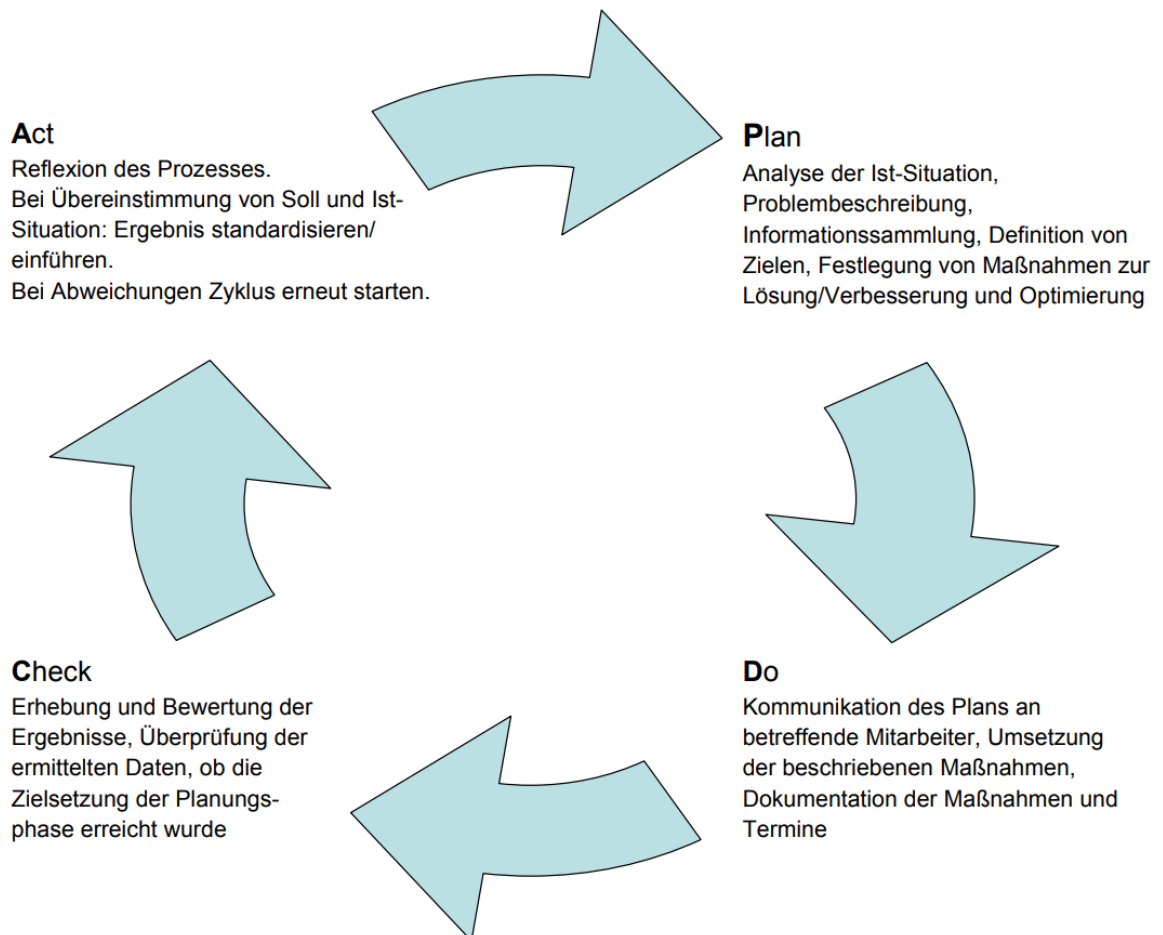 Act
Reflexion des Prozesses.
Bei Übereinstimmung von Soll und Ist-
Situation: Ergebnis standardisieren/
einführen.
Bei Abweichungen Zyklus erneut starten.
Plan
Analyse der Ist-Situation,
Problembeschreibung,
Informationssammlung, Definition von
Zielen, Festlegung von Maßnahmen zur
Lösung/Verbesserung und Optimierung
Do
Kommunikation des Plans an
betreffende Mitarbeiter, Umsetzung
der beschriebenen Maßnahmen,
Dokumentation der Maßnahmen und
Termine
Check
Erhebung und Bewertung der
Ergebnisse, Überprüfung der
ermittelten Daten, ob die
Zielsetzung der Planungs-
phase erreicht wurde